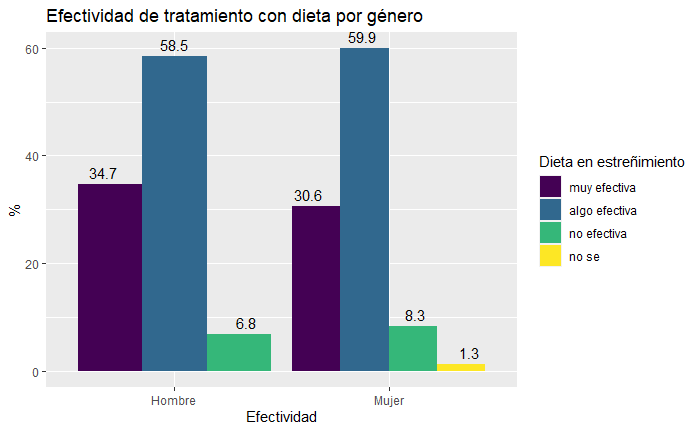 Efectividad de tratamiento con dieta por género
%
60
40
20
0
34.7
58.5
6.8
30.6
59.9
8.3
1.3
Hombre
Mujer
Efectividad
Dieta en estreñimiento
muy efectiva
algo efectiva
no efectiva
no se